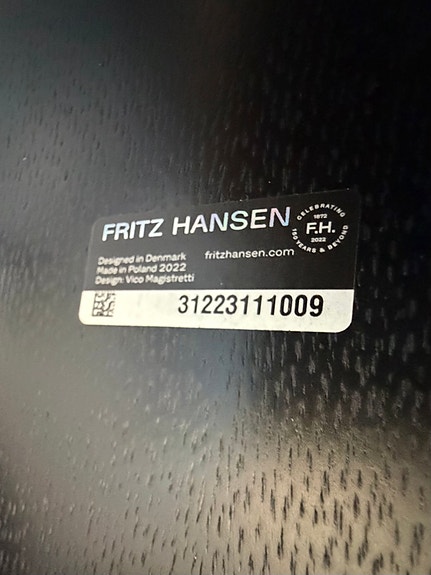 FRITZ HANSEN
CELEBRATING
1872
F.H.
2022
150 YEARS & BEYOND
Designed in Denmark
Made in Poland 2022
Design: Vico Magistretti
fritzhansen.com
31223111009